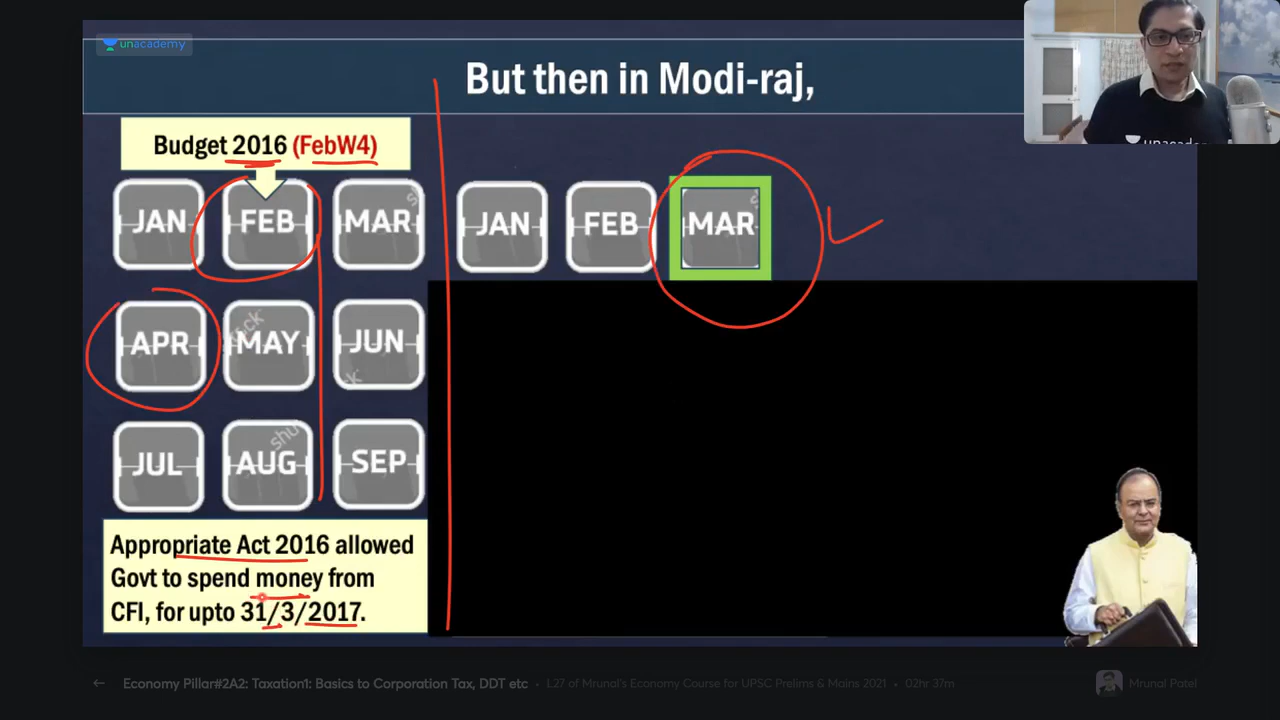 unacademy
But then in Modi-raj,
unacademy
Budget 2016 (FebW4)
JAN FEB MAR
JAN FEB MAR
APR MAY JUN
JUL AUG SEP
Appropriate Act 2016 allowed
Govt to spend money from
CFI, for upto 31/3/2017.
← Economy Pillar#2A2: Taxation1: Basics to Corporation Tax, DDT etc • L27 of Mrunal's Economy Course for UPSC Prelims & Mains 2021 • 02hr 37m
Mrunal Patel